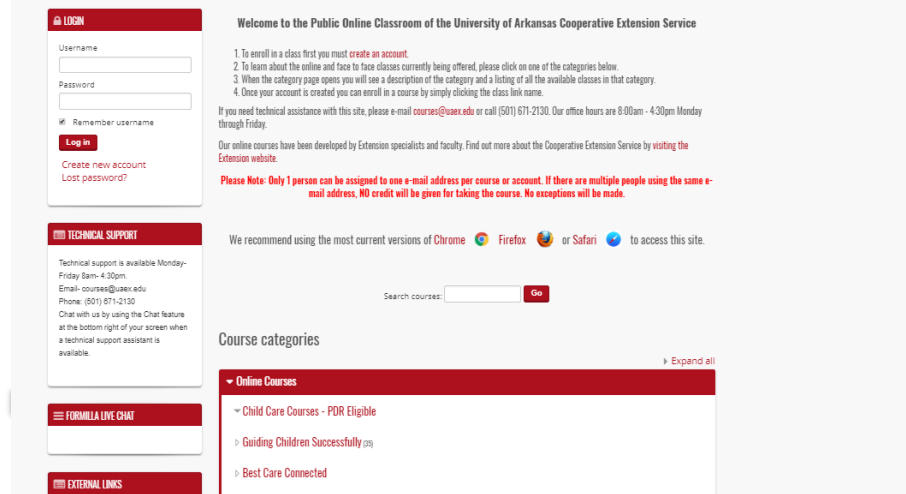 LOGIN
Username
Password
Remember username
Log in
Create new account
Lost password?
TECHNICAL SUPPORT
Technical support is available Monday-
Friday 8am- 4:30pm.
Email- courses@uaex.edu
Phone: (501) 671-2130
Chat with us by using the Chat feature
at the bottom right of your screen when
a technical support assistant is
available.
FORMILLA LIVE CHAT
EXTERNAL LINKS
Welcome to the Public Online Classroom of the University of Arkansas Cooperative Extension Service
1. To enroll in a class first you must create an account.
2. To learn about the online and face to face classes currently being offered, please click on one of the categories below.
3. When the category page opens you will see a description of the category and a listing of all the available classes in that category.
4. Once your account is created you can enroll in a course by simply clicking the class link name.
If you need technical assistance with this site, please e-mail courses@uaex.edu or call (501) 671-2130. Our office hours are 8:00am - 4:30pm Monday
through Friday.
Our online courses have been developed by Extension specialists and faculty. Find out more about the Cooperative Extension Service by visiting the
Extension website.
Please Note: Only 1 person can be assigned to one e-mail address per course or account. If there are multiple people using the same e-
mail address, NO credit will be given for taking the course. No exceptions will be made.
We recommend using the most current versions of Chrome Firefox or Safari to access this site.
Search courses: Go
Course categories
Expand all
Online Courses
Child Care Courses - PDR Eligible
Guiding Children Successfully (35)
Best Care Connected